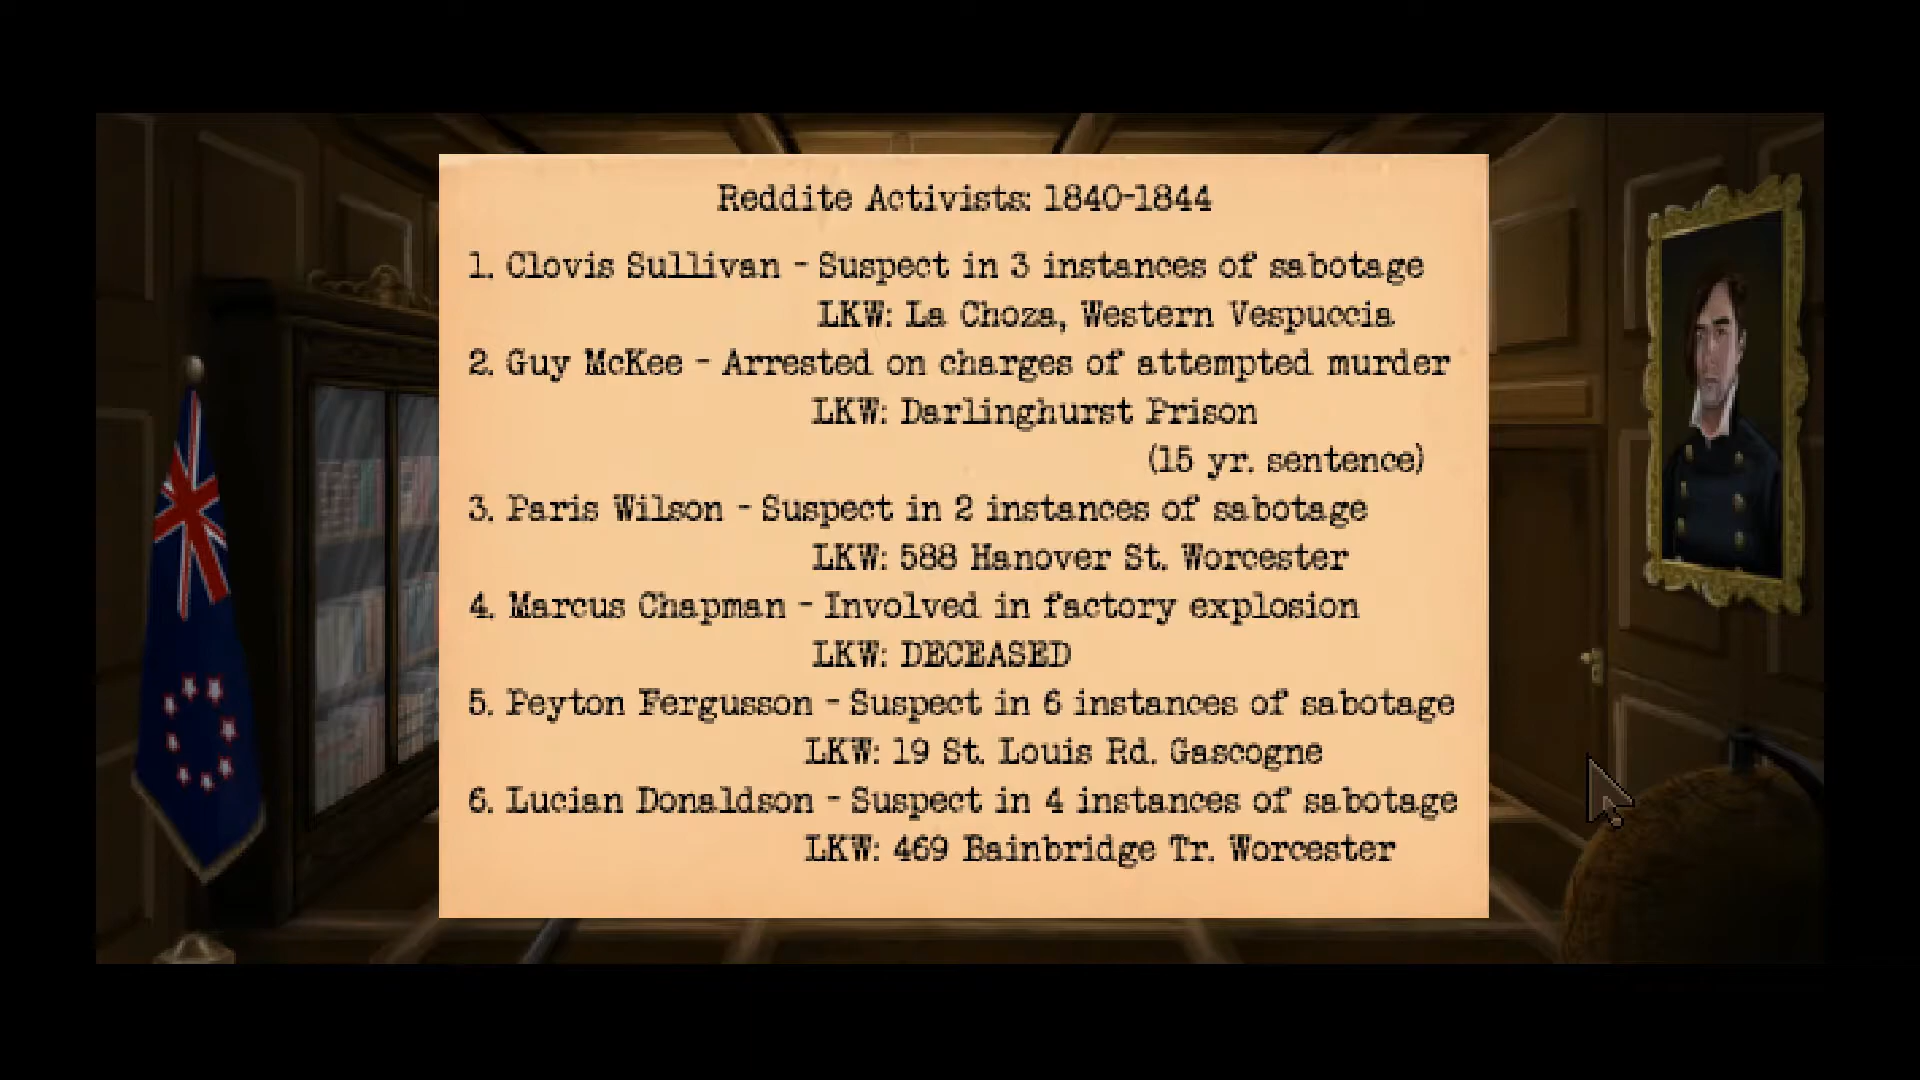 Reddite Activists: 1840-1844
1. Clovis Sullivan - Suspect in 3 instances of sabotage
LKW: La Choza, Western Vespuccia
2. Guy McKee - Arrested on charges of attempted murder
LKW: Darlinghurst Prison
(15 yr. sentence)
3. Paris Wilson - Suspect in 2 instances of sabotage
LKW: 588 Hanover St. Worcester
4. Marcus Chapman - Involved in factory explosion
LKW: DECEASED
5. Peyton Fergusson - Suspect in 6 instances of sabotage
LKW: 19 St. Louis Rd. Gascogne
6. Lucian Donaldson - Suspect in 4 instances of sabotage
LKW: 469 Bainbridge Tr. Worcester